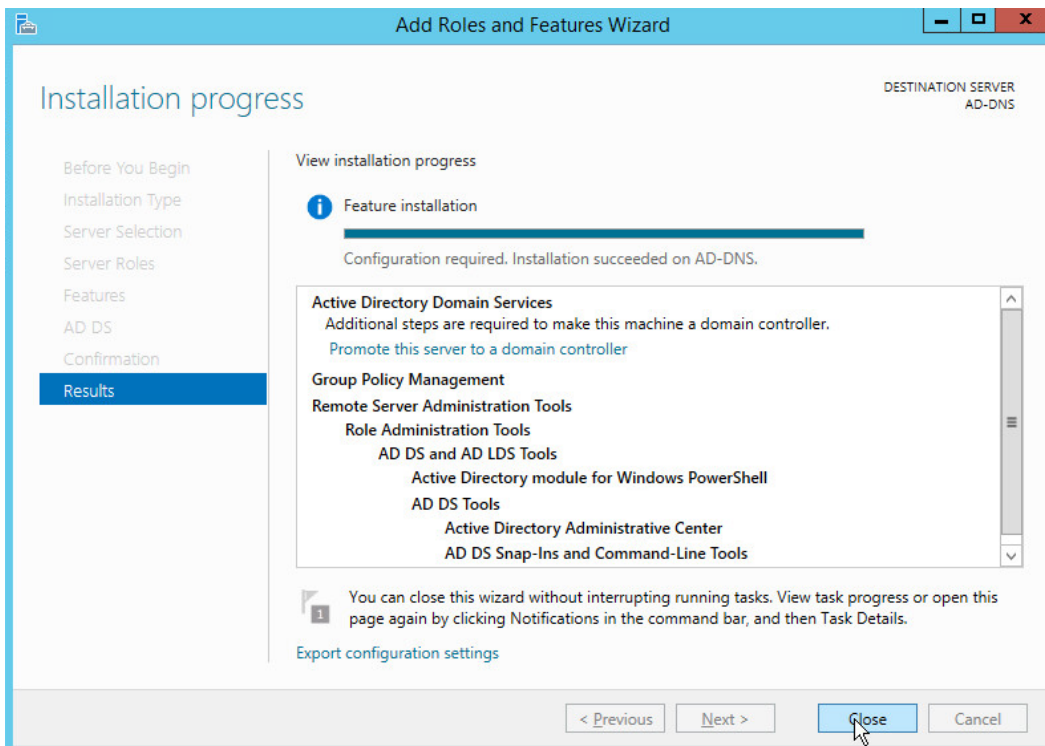 Add Roles and Features Wizard
Installation progress
DESTINATION SERVER
AD-DNS
Before You Begin
Installation Type
Server Selection
Server Roles
Features
AD DS
Confirmation
Results
View installation progress
Feature installation
Configuration required. Installation succeeded on AD-DNS.
Active Directory Domain Services
Additional steps are required to make this machine a domain controller.
Promote this server to a domain controller
Group Policy Management
Remote Server Administration Tools
Role Administration Tools
AD DS and AD LDS Tools
Active Directory module for Windows PowerShell
AD DS Tools
Active Directory Administrative Center
AD DS Snap-Ins and Command-Line Tools
1
You can close this wizard without interrupting running tasks. View task progress or open this
page again by clicking Notifications in the command bar, and then Task Details.
Export configuration settings
< Previous
Next >
Close
Cancel